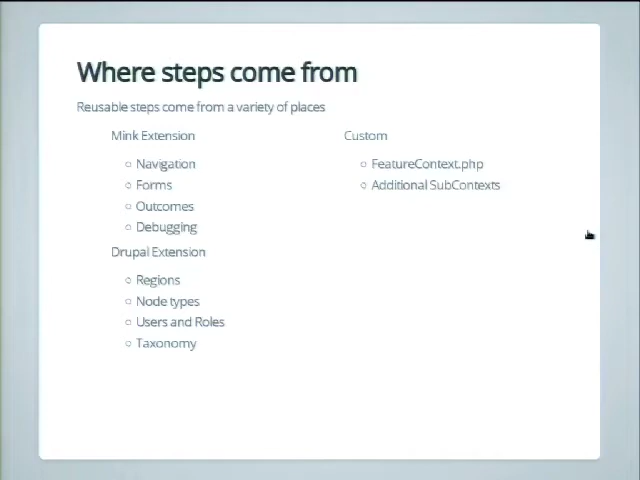 Where steps come from
Reusable steps come from a variety of places
Mink Extension
Navigation
Forms
Outcomes
Debugging
Drupal Extension
Regions
Node types
Users and Roles
Taxonomy
Custom
FeatureContext.php
Additional SubContexts